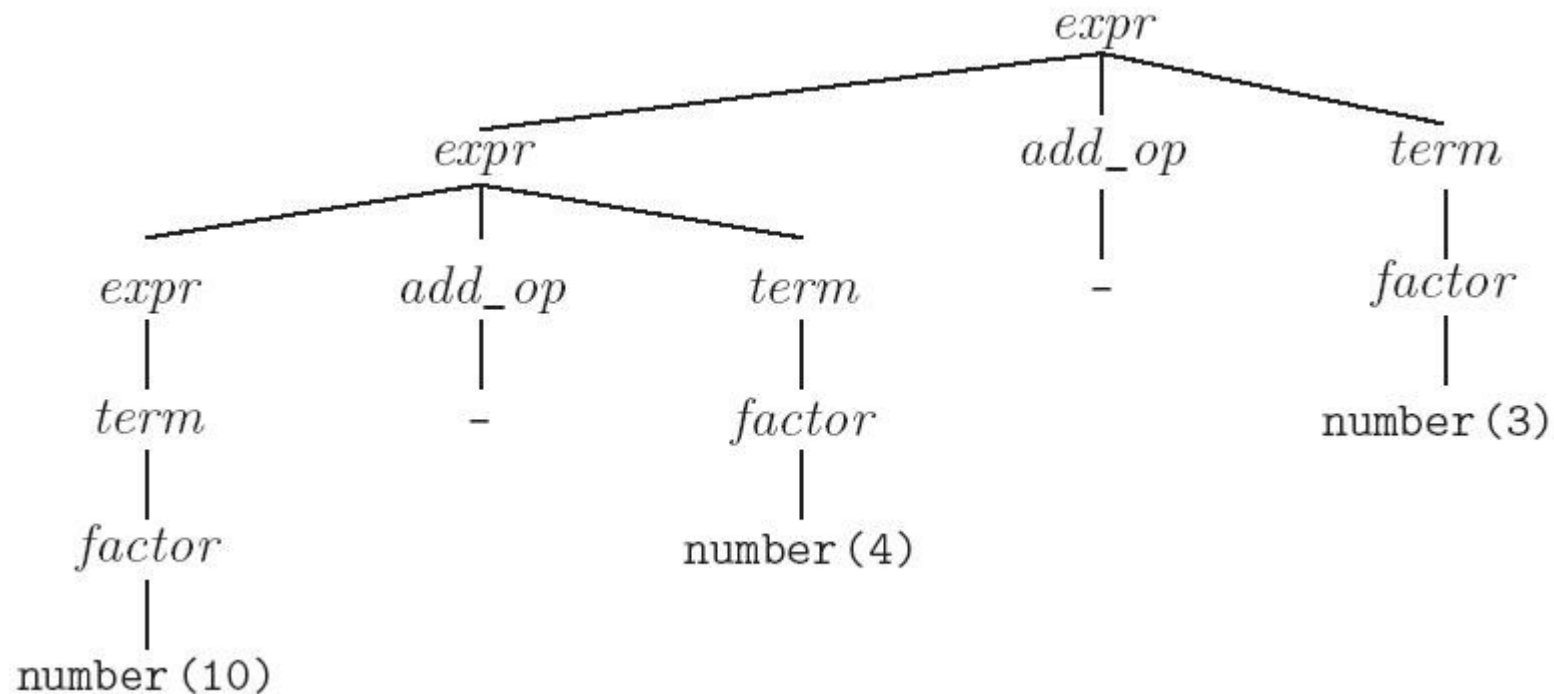 expr
expr add_op term
expr add_op term - factor
term - factor number(3)
factor number(4)
number(10)